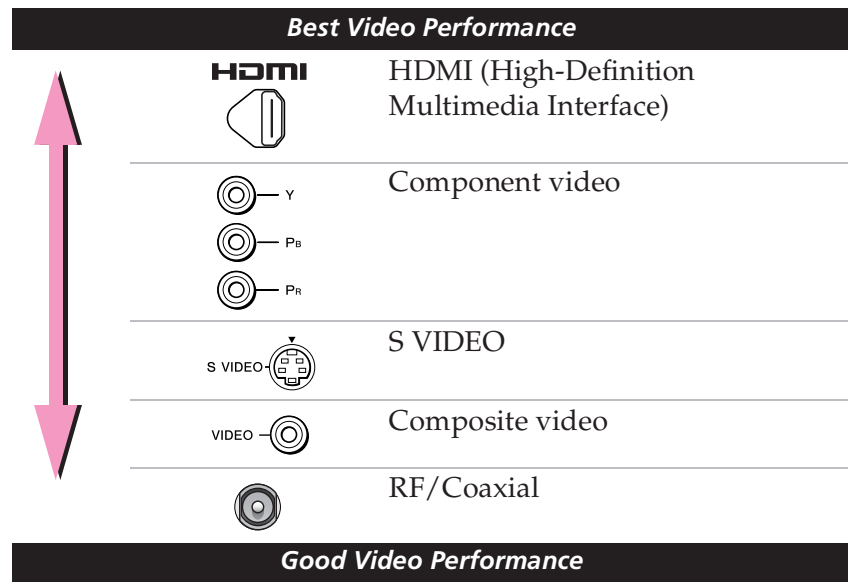 Best Video Performance
HDMI
HDMI (High-Definition
Multimedia Interface)
Component video
Y
PB
PR
S VIDEO
S VIDEO
Composite video
VIDEO
RF/Coaxial
Good Video Performance